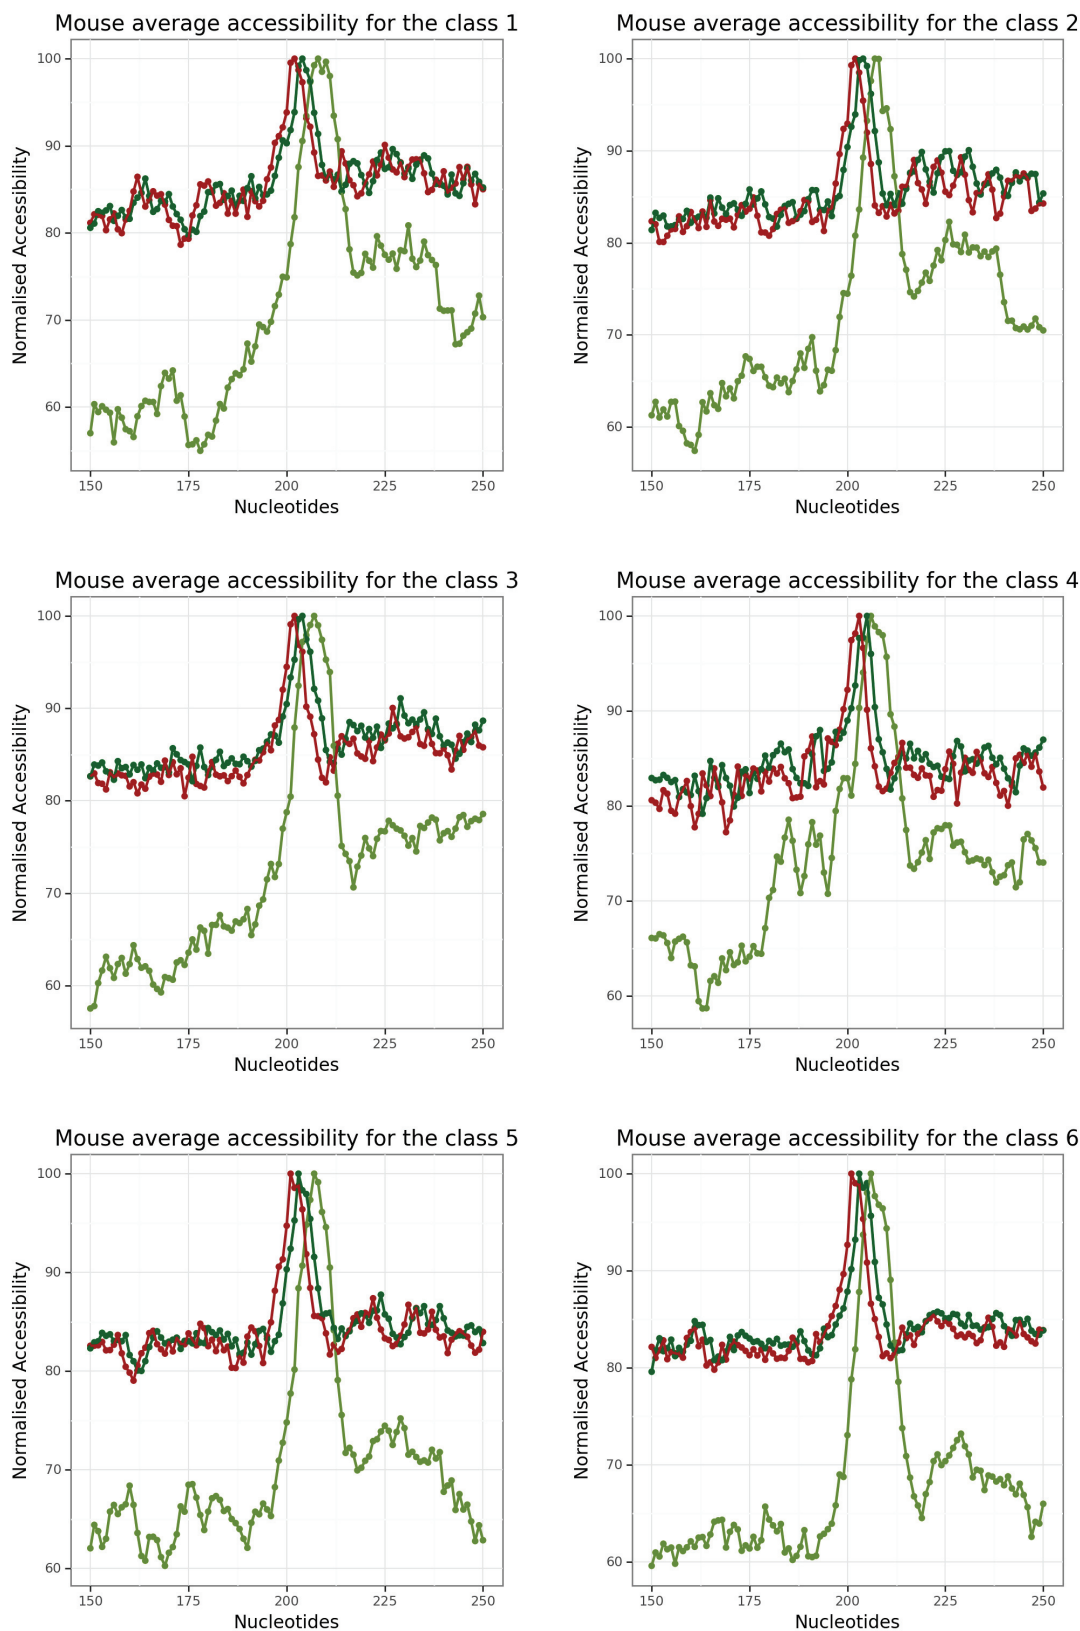 Mouse average accessibility for the class 1
100
90
80
70
60
Normalised Accessibility
150 175 200 225 250
Nucleotides
Mouse average accessibility for the class 2
100
90
80
70
60
Normalised Accessibility
150 175 200 225 250
Nucleotides
Mouse average accessibility for the class 3
100
90
80
70
60
Normalised Accessibility
150 175 200 225 250
Nucleotides
Mouse average accessibility for the class 4
100
90
80
70
60
Normalised Accessibility
150 175 200 225 250
Nucleotides
Mouse average accessibility for the class 5
100
90
80
70
60
Normalised Accessibility
150 175 200 225 250
Nucleotides
Mouse average accessibility for the class 6
100
90
80
70
60
Normalised Accessibility
150 175 200 225 250
Nucleotides